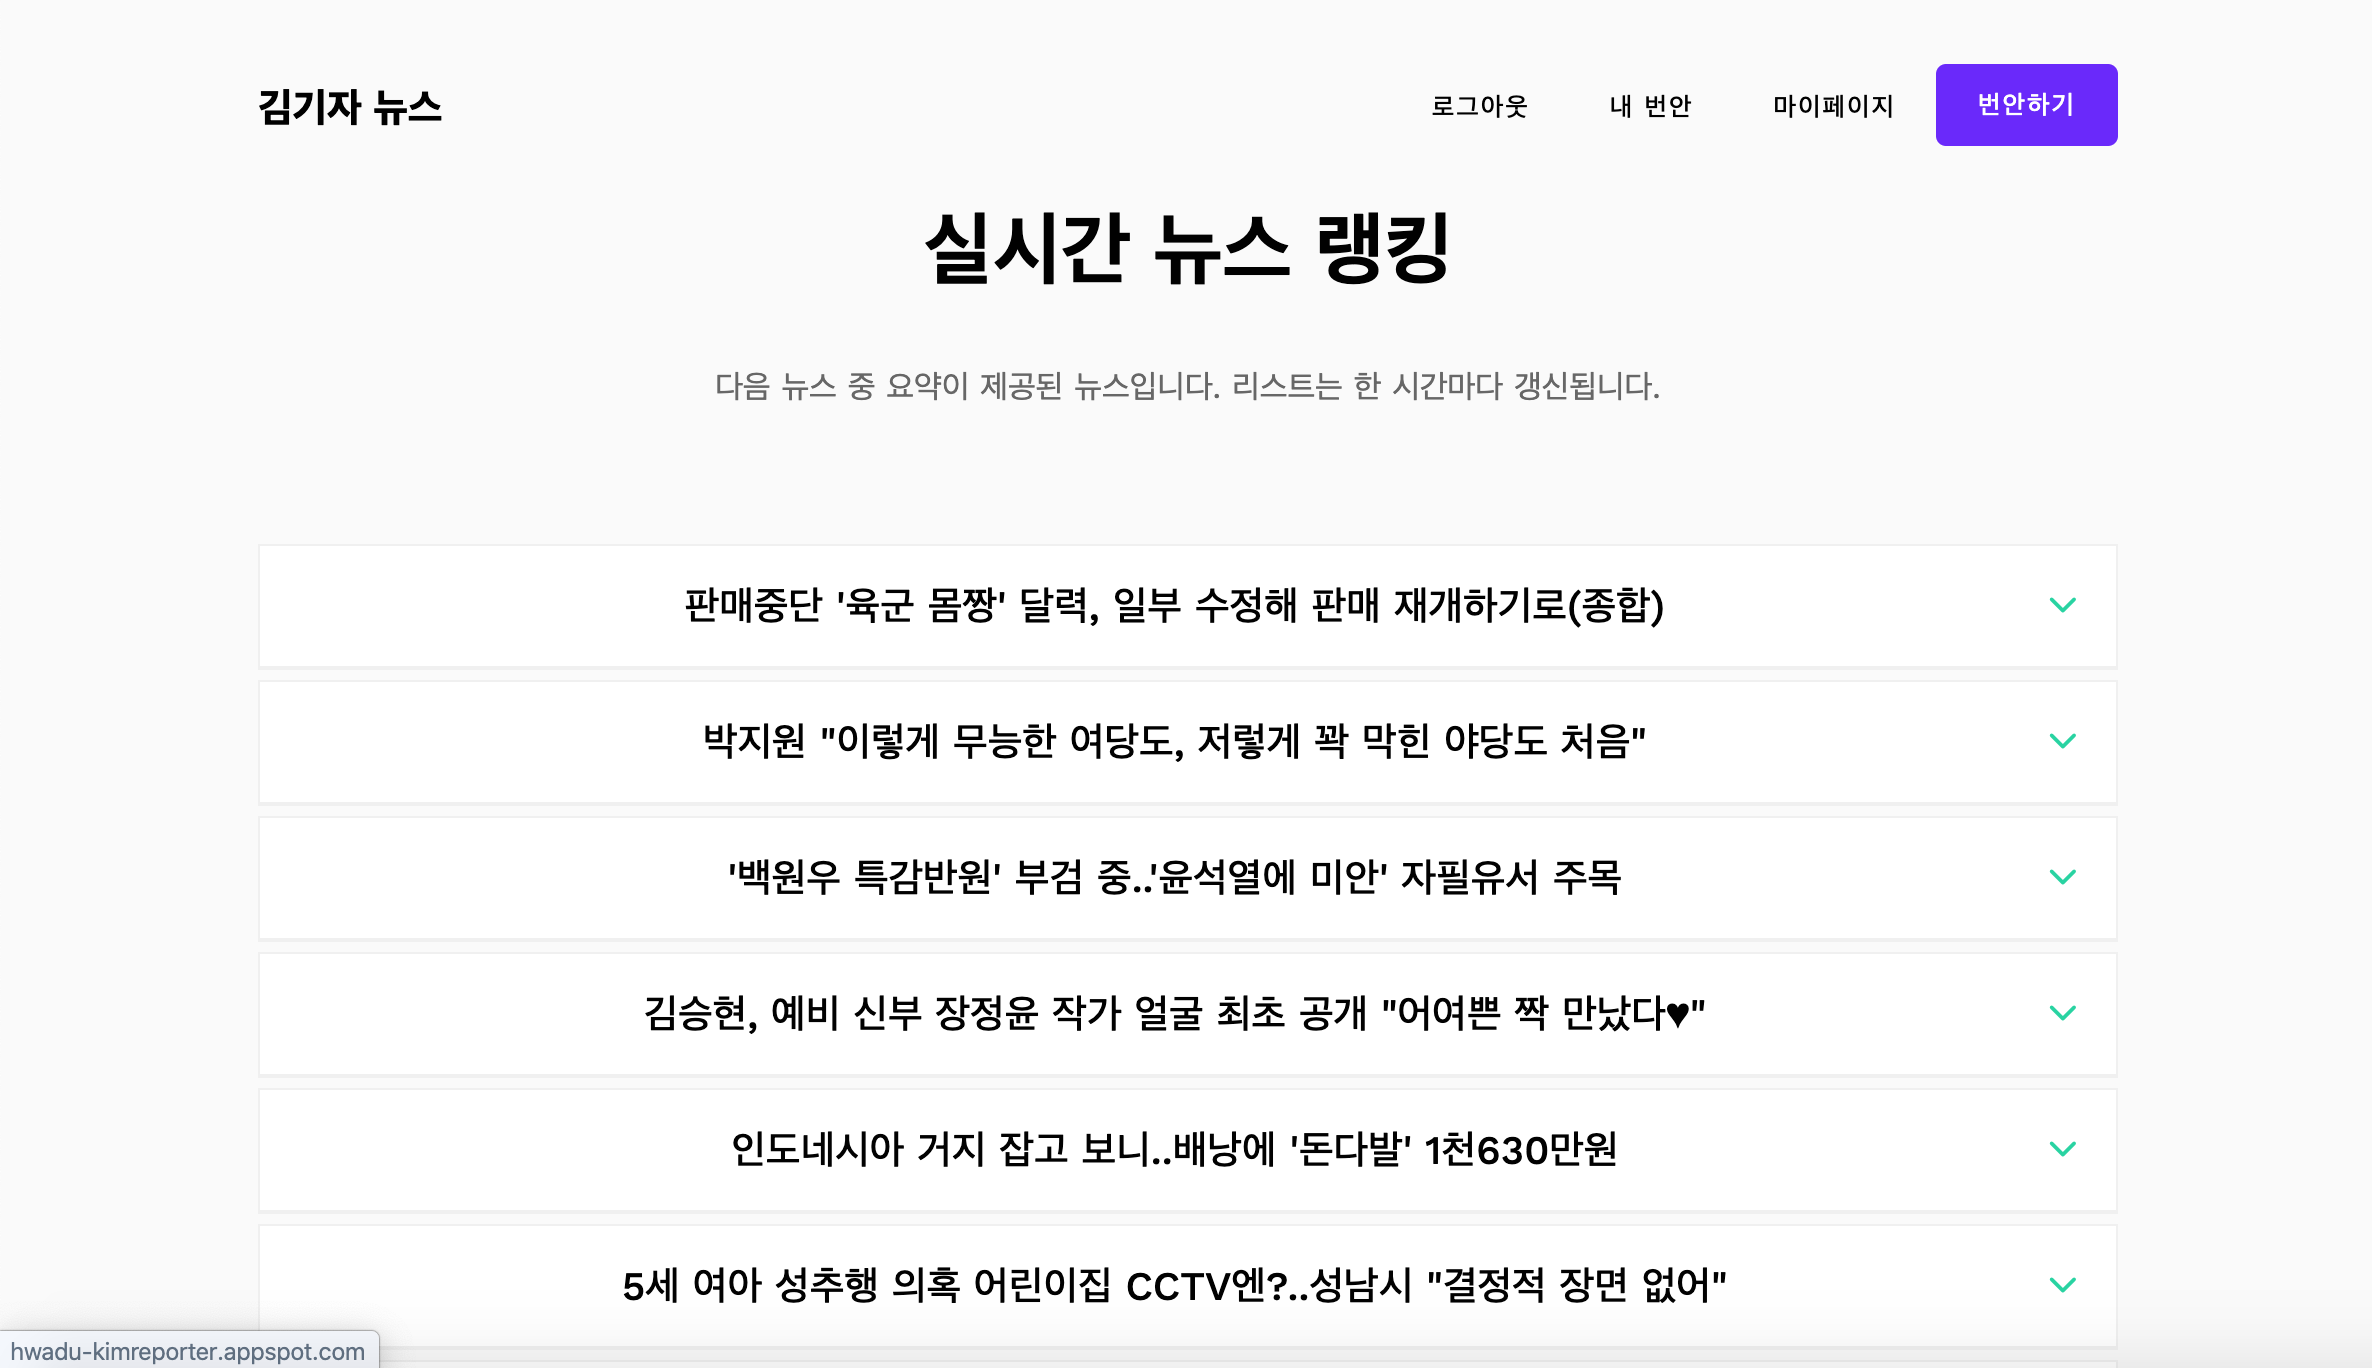 김기자 뉴스
로그아웃 내 번안 마이페이지 번안하기
실시간 뉴스 랭킹
다음 뉴스 중 요약이 제공된 뉴스입니다. 리스트는 한 시간마다 갱신됩니다.
판매중단 '육군 몸짱' 달력, 일부 수정해 판매 재개하기로(종합)
박지원 "이렇게 무능한 여당도, 저렇게 꽉 막힌 야당도 처음"
'백원우 특감반원' 부검 중..'윤석열에 미안' 자필유서 주목
김승현, 예비 신부 장정윤 작가 얼굴 최초 공개 "어여쁜 짝 만났다♥"
인도네시아 거지 잡고 보니..배낭에 '돈다발' 1천630만원
5세 여아 성추행 의혹 어린이집 CCTV엔?..성남시 "결정적 장면 없어"
hwadu-kimreporter.appspot.com